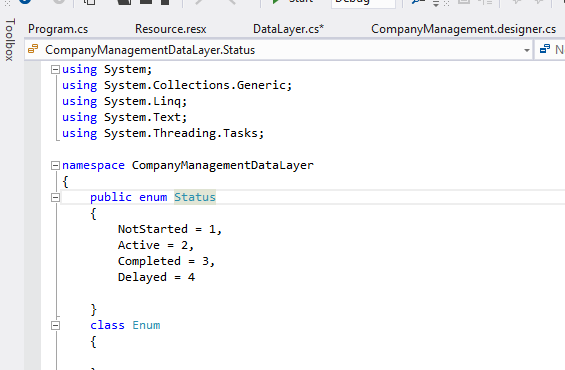 Toolbox
Program.cs Resource.resx DataLayer.cs* CompanyManagement.designer.cs
CompanyManagementDataLayer.Status
using System;
using System.Collections.Generic;
using System.Linq;
using System.Text;
using System.Threading.Tasks;
namespace CompanyManagementDataLayer
{
public enum Status
{
NotStarted = 1,
Active = 2,
Completed = 3,
Delayed = 4
}
class Enum
{